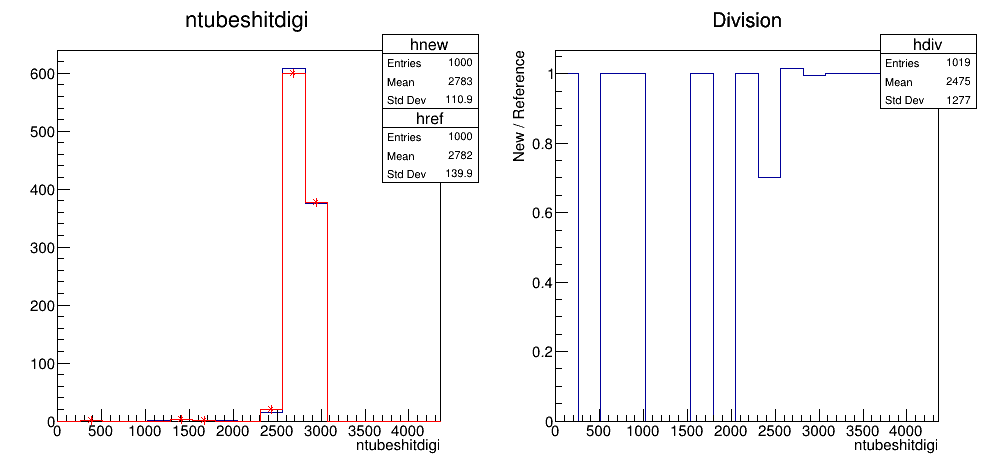 ntubeshitdigi
hnew
Entries 1000
Mean 2783
Std Dev 110.9
href
Entries 1000
Mean 2782
Std Dev 139.9
600
500
400
300
200
100
0
0 500 1000 1500 2000 2500 3000 3500 4000
ntubeshitdigi
Division
hdiv
Entries 1019
Mean 2475
Std Dev 1277
New / Reference
1
0.8
0.6
0.4
0.2
0
0 500 1000 1500 2000 2500 3000 3500 4000
ntubeshitdigi